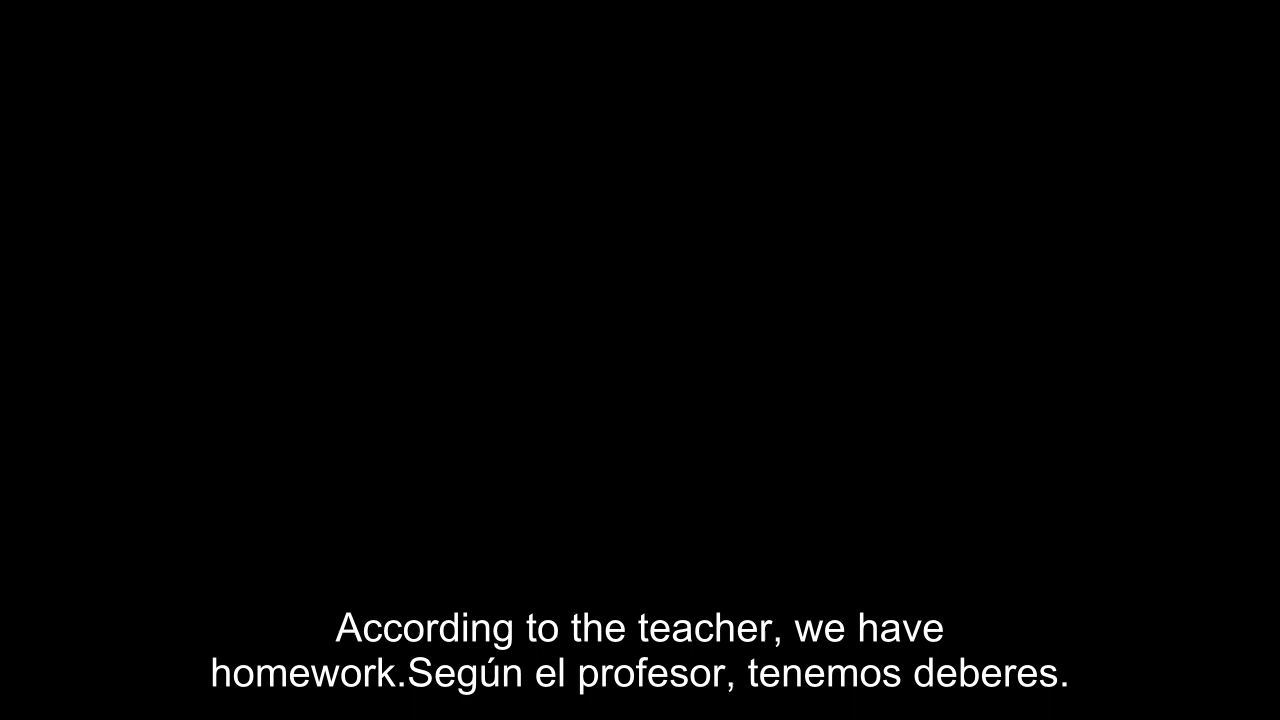 According to the teacher, we have
homework.Según el profesor, tenemos deberes.